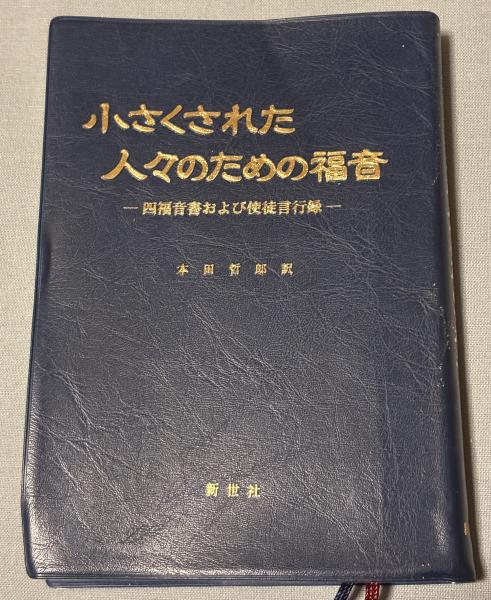 小さくされた
人々のための福音
―四福音書および使徒言行録―
本田哲郎訳
新世社